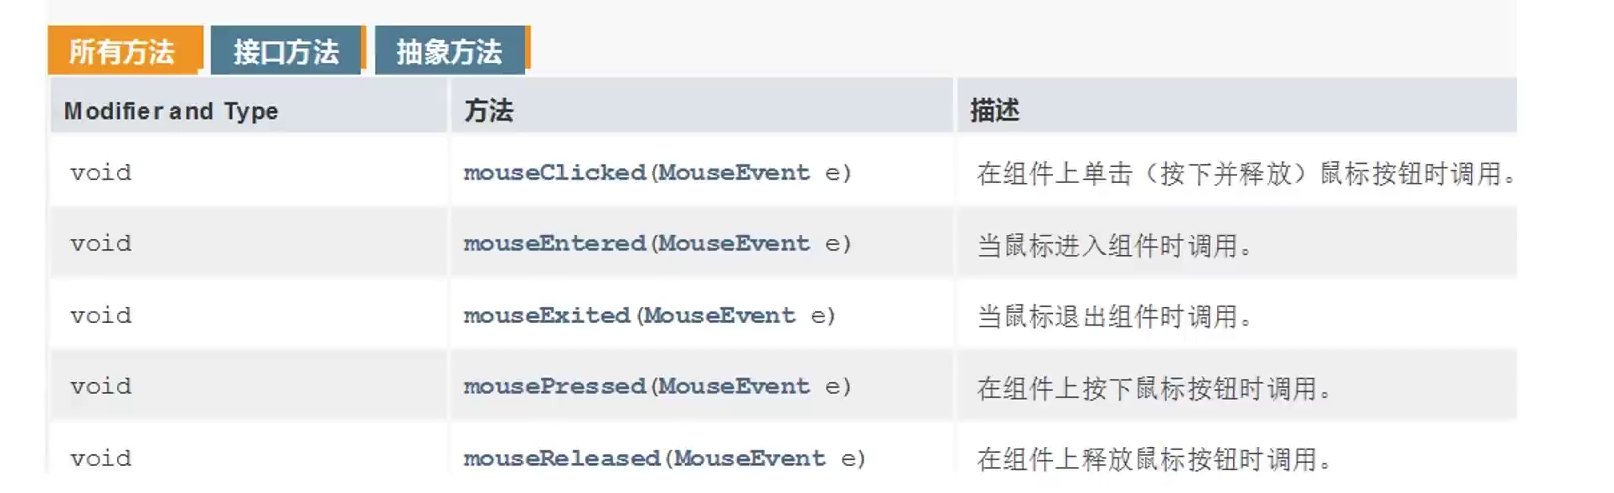 所有方法 接口方法 抽象方法
Modifier and Type 方法 描述
void mouseClicked(MouseEvent e) 在组件上单击（按下并释放）鼠标按钮时调用。
void mouseEntered(MouseEvent e) 当鼠标进入组件时调用。
void mouseExited(MouseEvent e) 当鼠标退出组件时调用。
void mousePressed(MouseEvent e) 在组件上按下鼠标按钮时调用。
void mouseReleased(MouseEvent e) 在组件上释放鼠标按钮时调用。